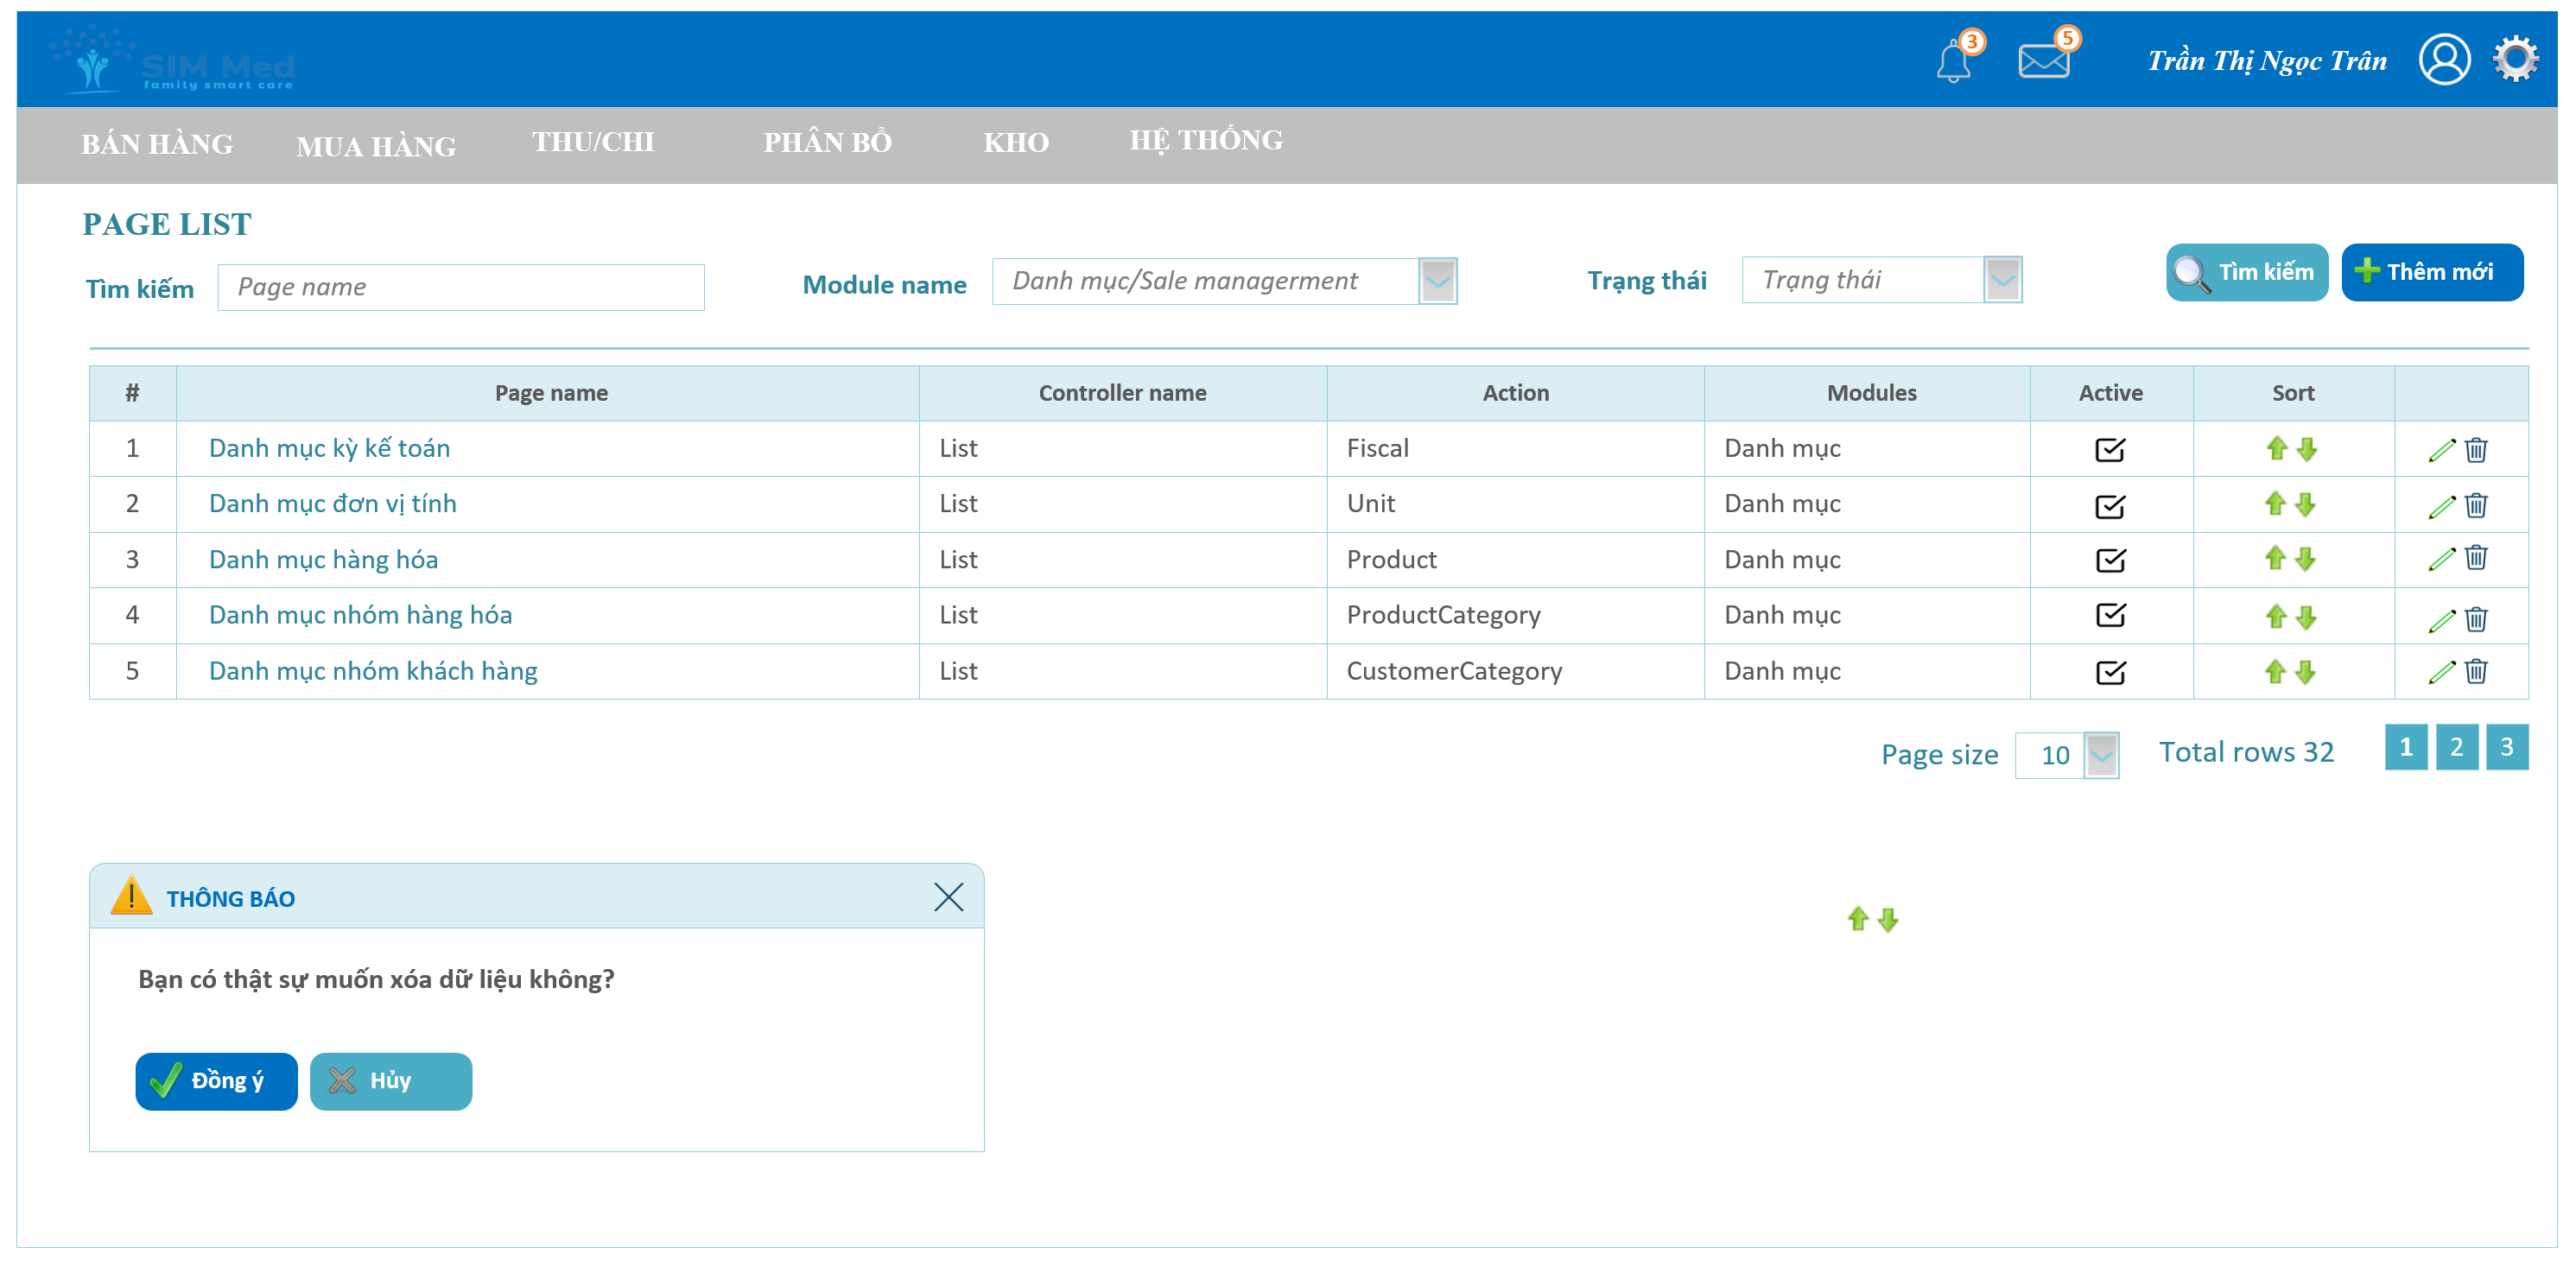 SIM Med
family smart care
3
5
Trần Thị Ngọc Trân
BÁN HÀNG MUA HÀNG THU/CHI PHÂN BỔ KHO HỆ THỐNG
PAGE LIST
Tìm kiếm Page name Module name Danh mục/Sale managerment Trạng thái Trạng thái Tìm kiếm Thêm mới
# Page name Controller name Action Modules Active Sort
1 Danh mục kỳ kế toán List Fiscal Danh mục
2 Danh mục đơn vị tính List Unit Danh mục
3 Danh mục hàng hóa List Product Danh mục
4 Danh mục nhóm hàng hóa List ProductCategory Danh mục
5 Danh mục nhóm khách hàng List CustomerCategory Danh mục
Page size 10 Total rows 32 1 2 3
THÔNG BÁO
Bạn có thật sự muốn xóa dữ liệu không?
Đồng ý Hủy